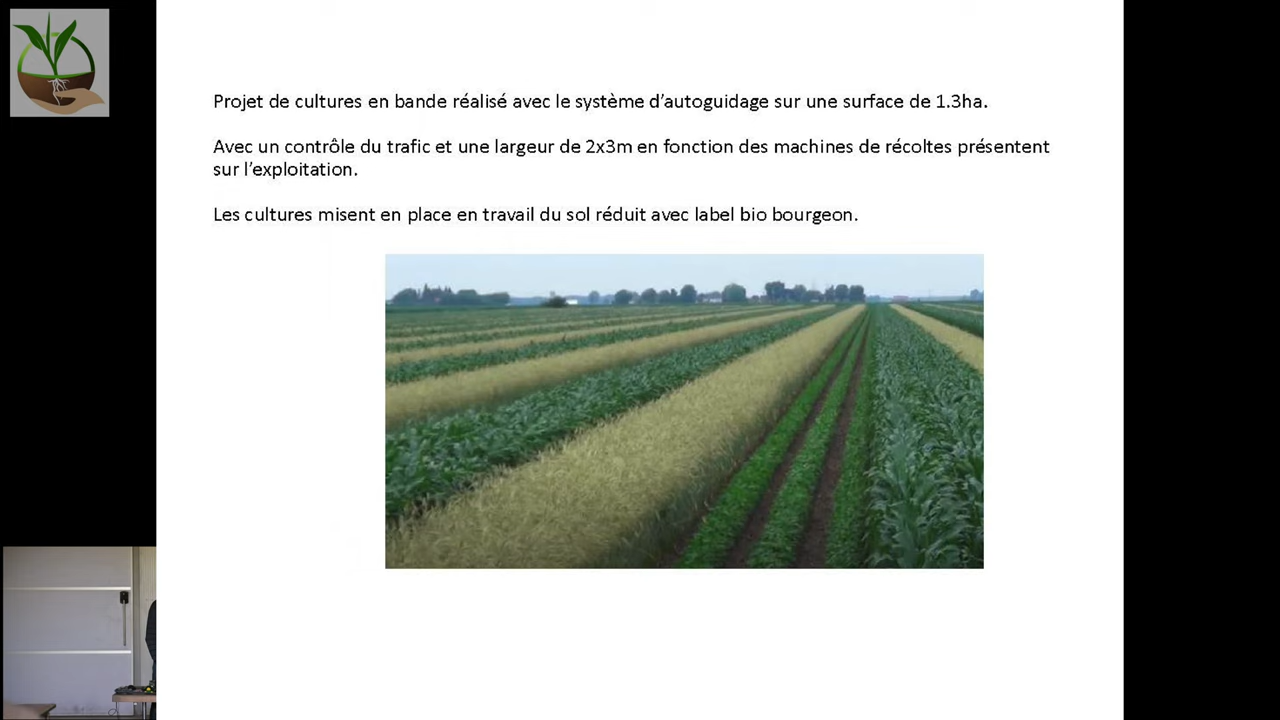 Projet de cultures en bande réalisé avec le système d’autoguidage sur une surface de 1.3ha.
Avec un contrôle du trafic et une largeur de 2x3m en fonction des machines de récoltes présentent
sur l’exploitation.
Les cultures misent en place en travail du sol réduit avec label bio bourgeon.